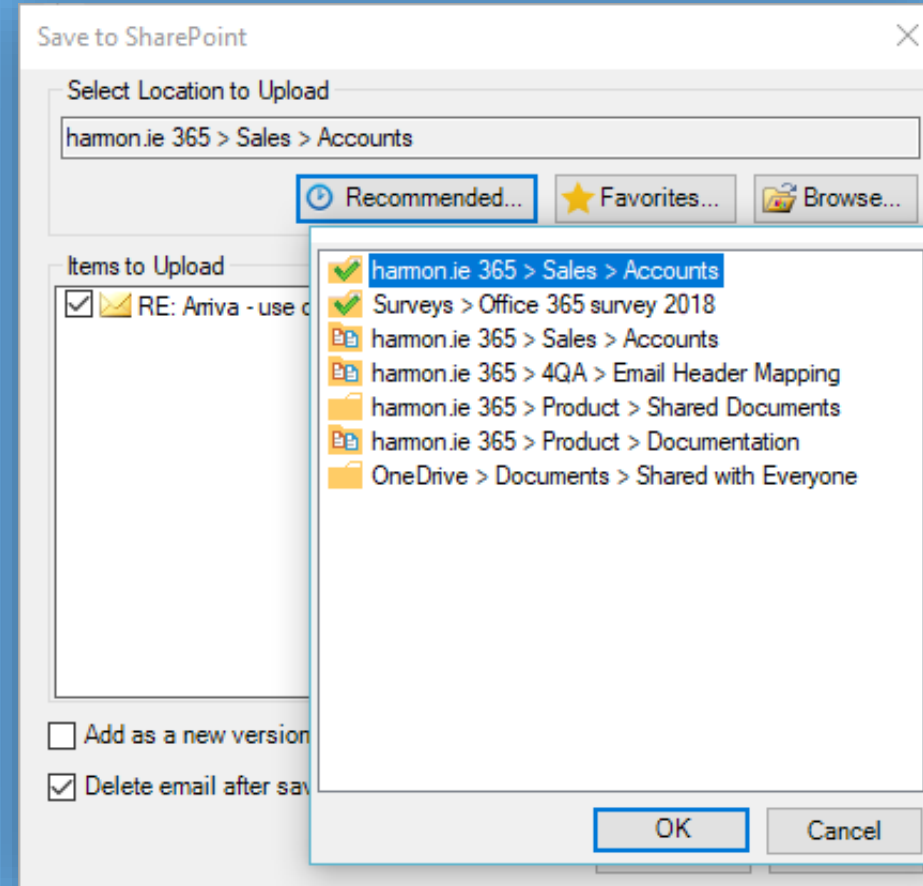 Save to SharePoint
Select Location to Upload
harmon.ie 365 > Sales > Accounts
Recommended... Favorites... Browse...
Items to Upload
RE: Arriva - use
harmon.ie 365 > Sales > Accounts
Surveys > Office 365 survey 2018
harmon.ie 365 > Sales > Accounts
harmon.ie 365 > 4QA > Email Header Mapping
harmon.ie 365 > Product > Shared Documents
harmon.ie 365 > Product > Documentation
OneDrive > Documents > Shared with Everyone
Add as a new version
Delete email after sav
OK Cancel